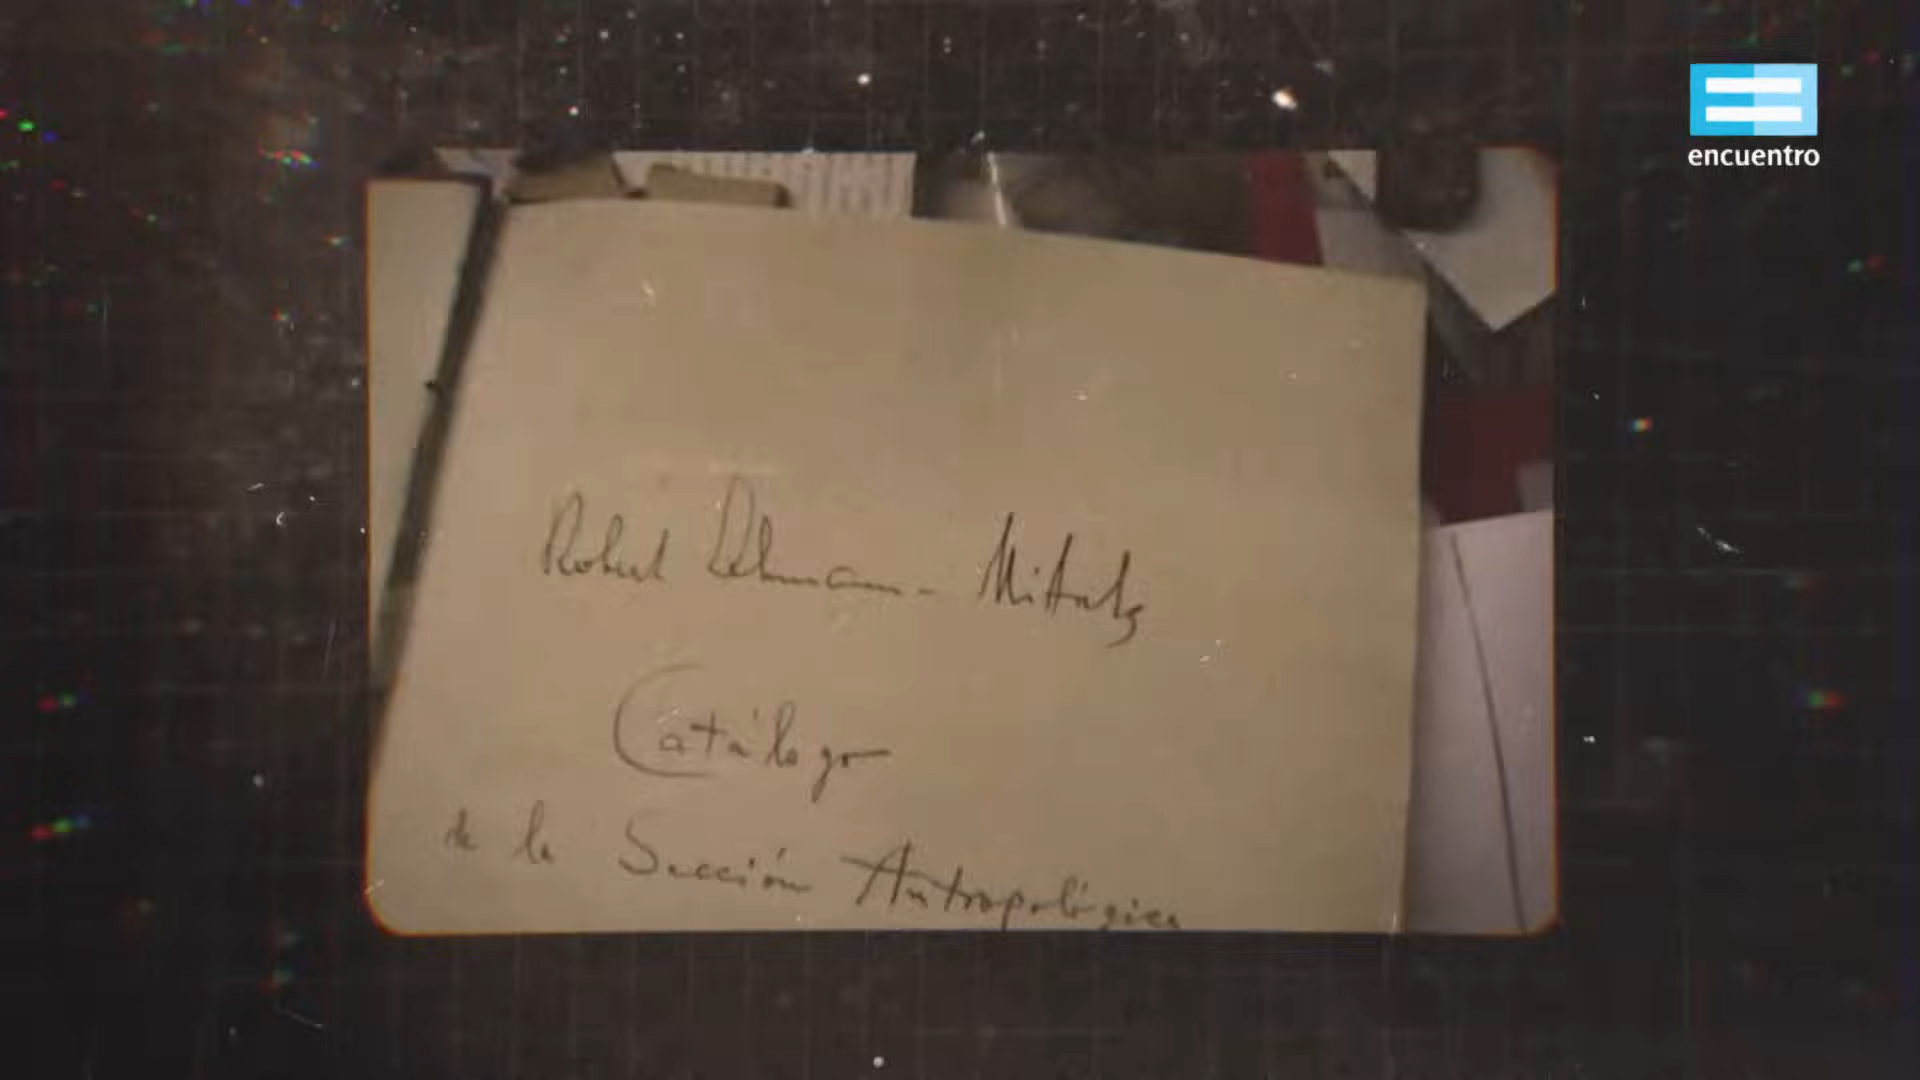 encuentro
Robert Lehmann-Nitsche
Catálogo
de la Sección Antropológica